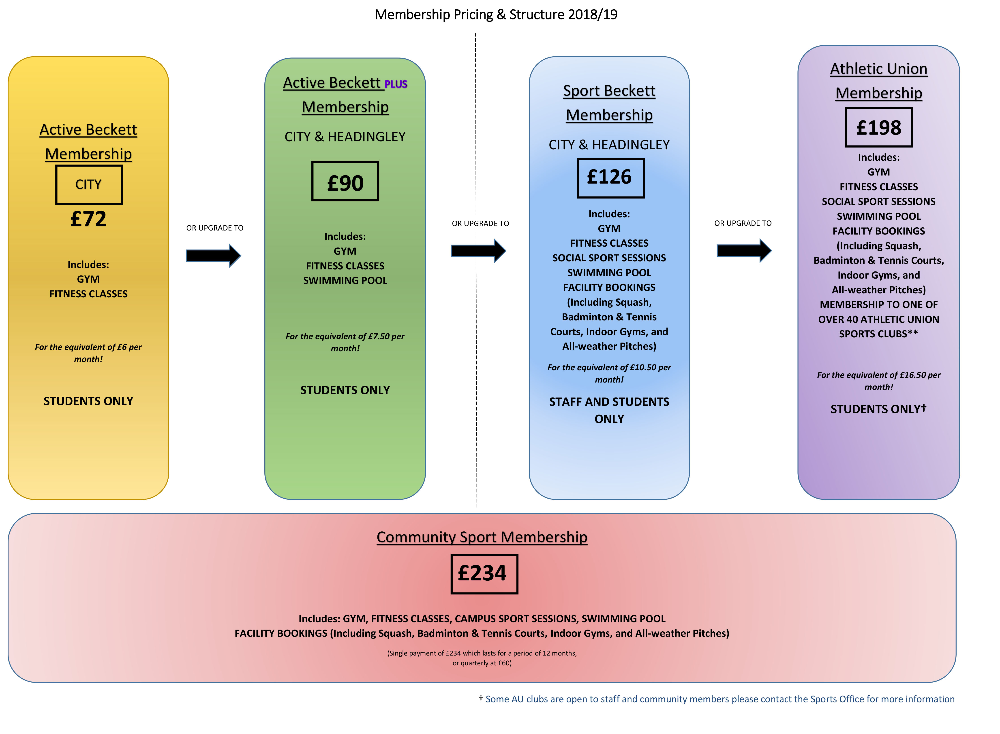 Membership Pricing & Structure 2018/19
Active Beckett
Membership
CITY
£72
Includes:
GYM
FITNESS CLASSES
For the equivalent of £6 per
month!
STUDENTS ONLY
OR UPGRADE TO
Active Beckett PLUS
Membership
CITY & HEADINGLEY
£90
Includes:
GYM
FITNESS CLASSES
SWIMMING POOL
For the equivalent of £7.50 per
month!
STUDENTS ONLY
OR UPGRADE TO
Sport Beckett
Membership
CITY & HEADINGLEY
£126
Includes:
GYM
FITNESS CLASSES
SOCIAL SPORT SESSIONS
SWIMMING POOL
FACILITY BOOKINGS
(Including Squash,
Badminton & Tennis
Courts, Indoor Gyms, and
All-weather Pitches)
For the equivalent of £10.50 per
month!
STAFF AND STUDENTS
ONLY
OR UPGRADE TO
Athletic Union
Membership
£198
Includes:
GYM
FITNESS CLASSES
SOCIAL SPORT SESSIONS
SWIMMING POOL
FACILITY BOOKINGS
(Including Squash,
Badminton & Tennis Courts,
Indoor Gyms, and
All-weather Pitches)
MEMBERSHIP TO ONE OF
OVER 40 ATHLETIC UNION
SPORTS CLUBS**
For the equivalent of £16.50 per
month!
STUDENTS ONLY†
Community Sport Membership
£234
Includes: GYM, FITNESS CLASSES, CAMPUS SPORT SESSIONS, SWIMMING POOL
FACILITY BOOKINGS (Including Squash, Badminton & Tennis Courts, Indoor Gyms, and All-weather Pitches)
(Single payment of £234 which lasts for a period of 12 months,
or quarterly at £60)
† Some AU clubs are open to staff and community members please contact the Sports Office for more information